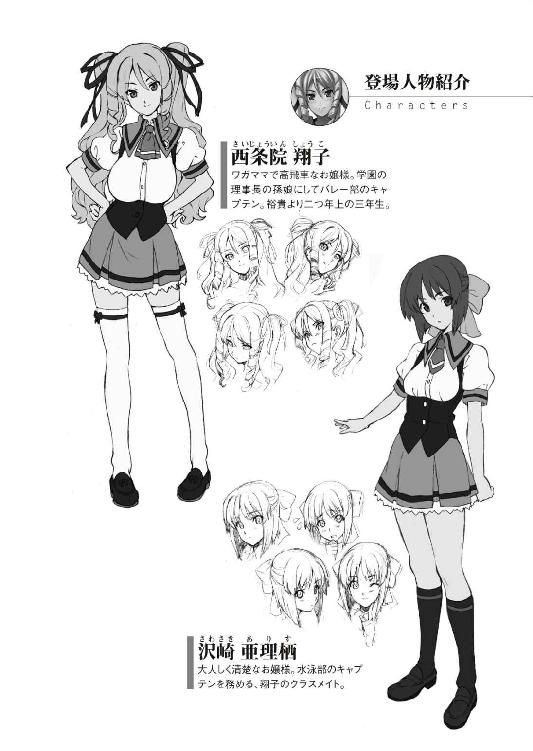 登場人物紹介
Characters
さいじょういん しょうこ
西条院 翔子
ワガママで高飛車なお嬢様。学園の
理事長の孫娘にしてバレー部のキャ
プテン。裕貴より二つ年上の三年生。
さわさき ありす
沢崎 亜理栖
大人しく清楚なお嬢様。水泳部のキャプ
テンを務める、翔子のクラスメイト。